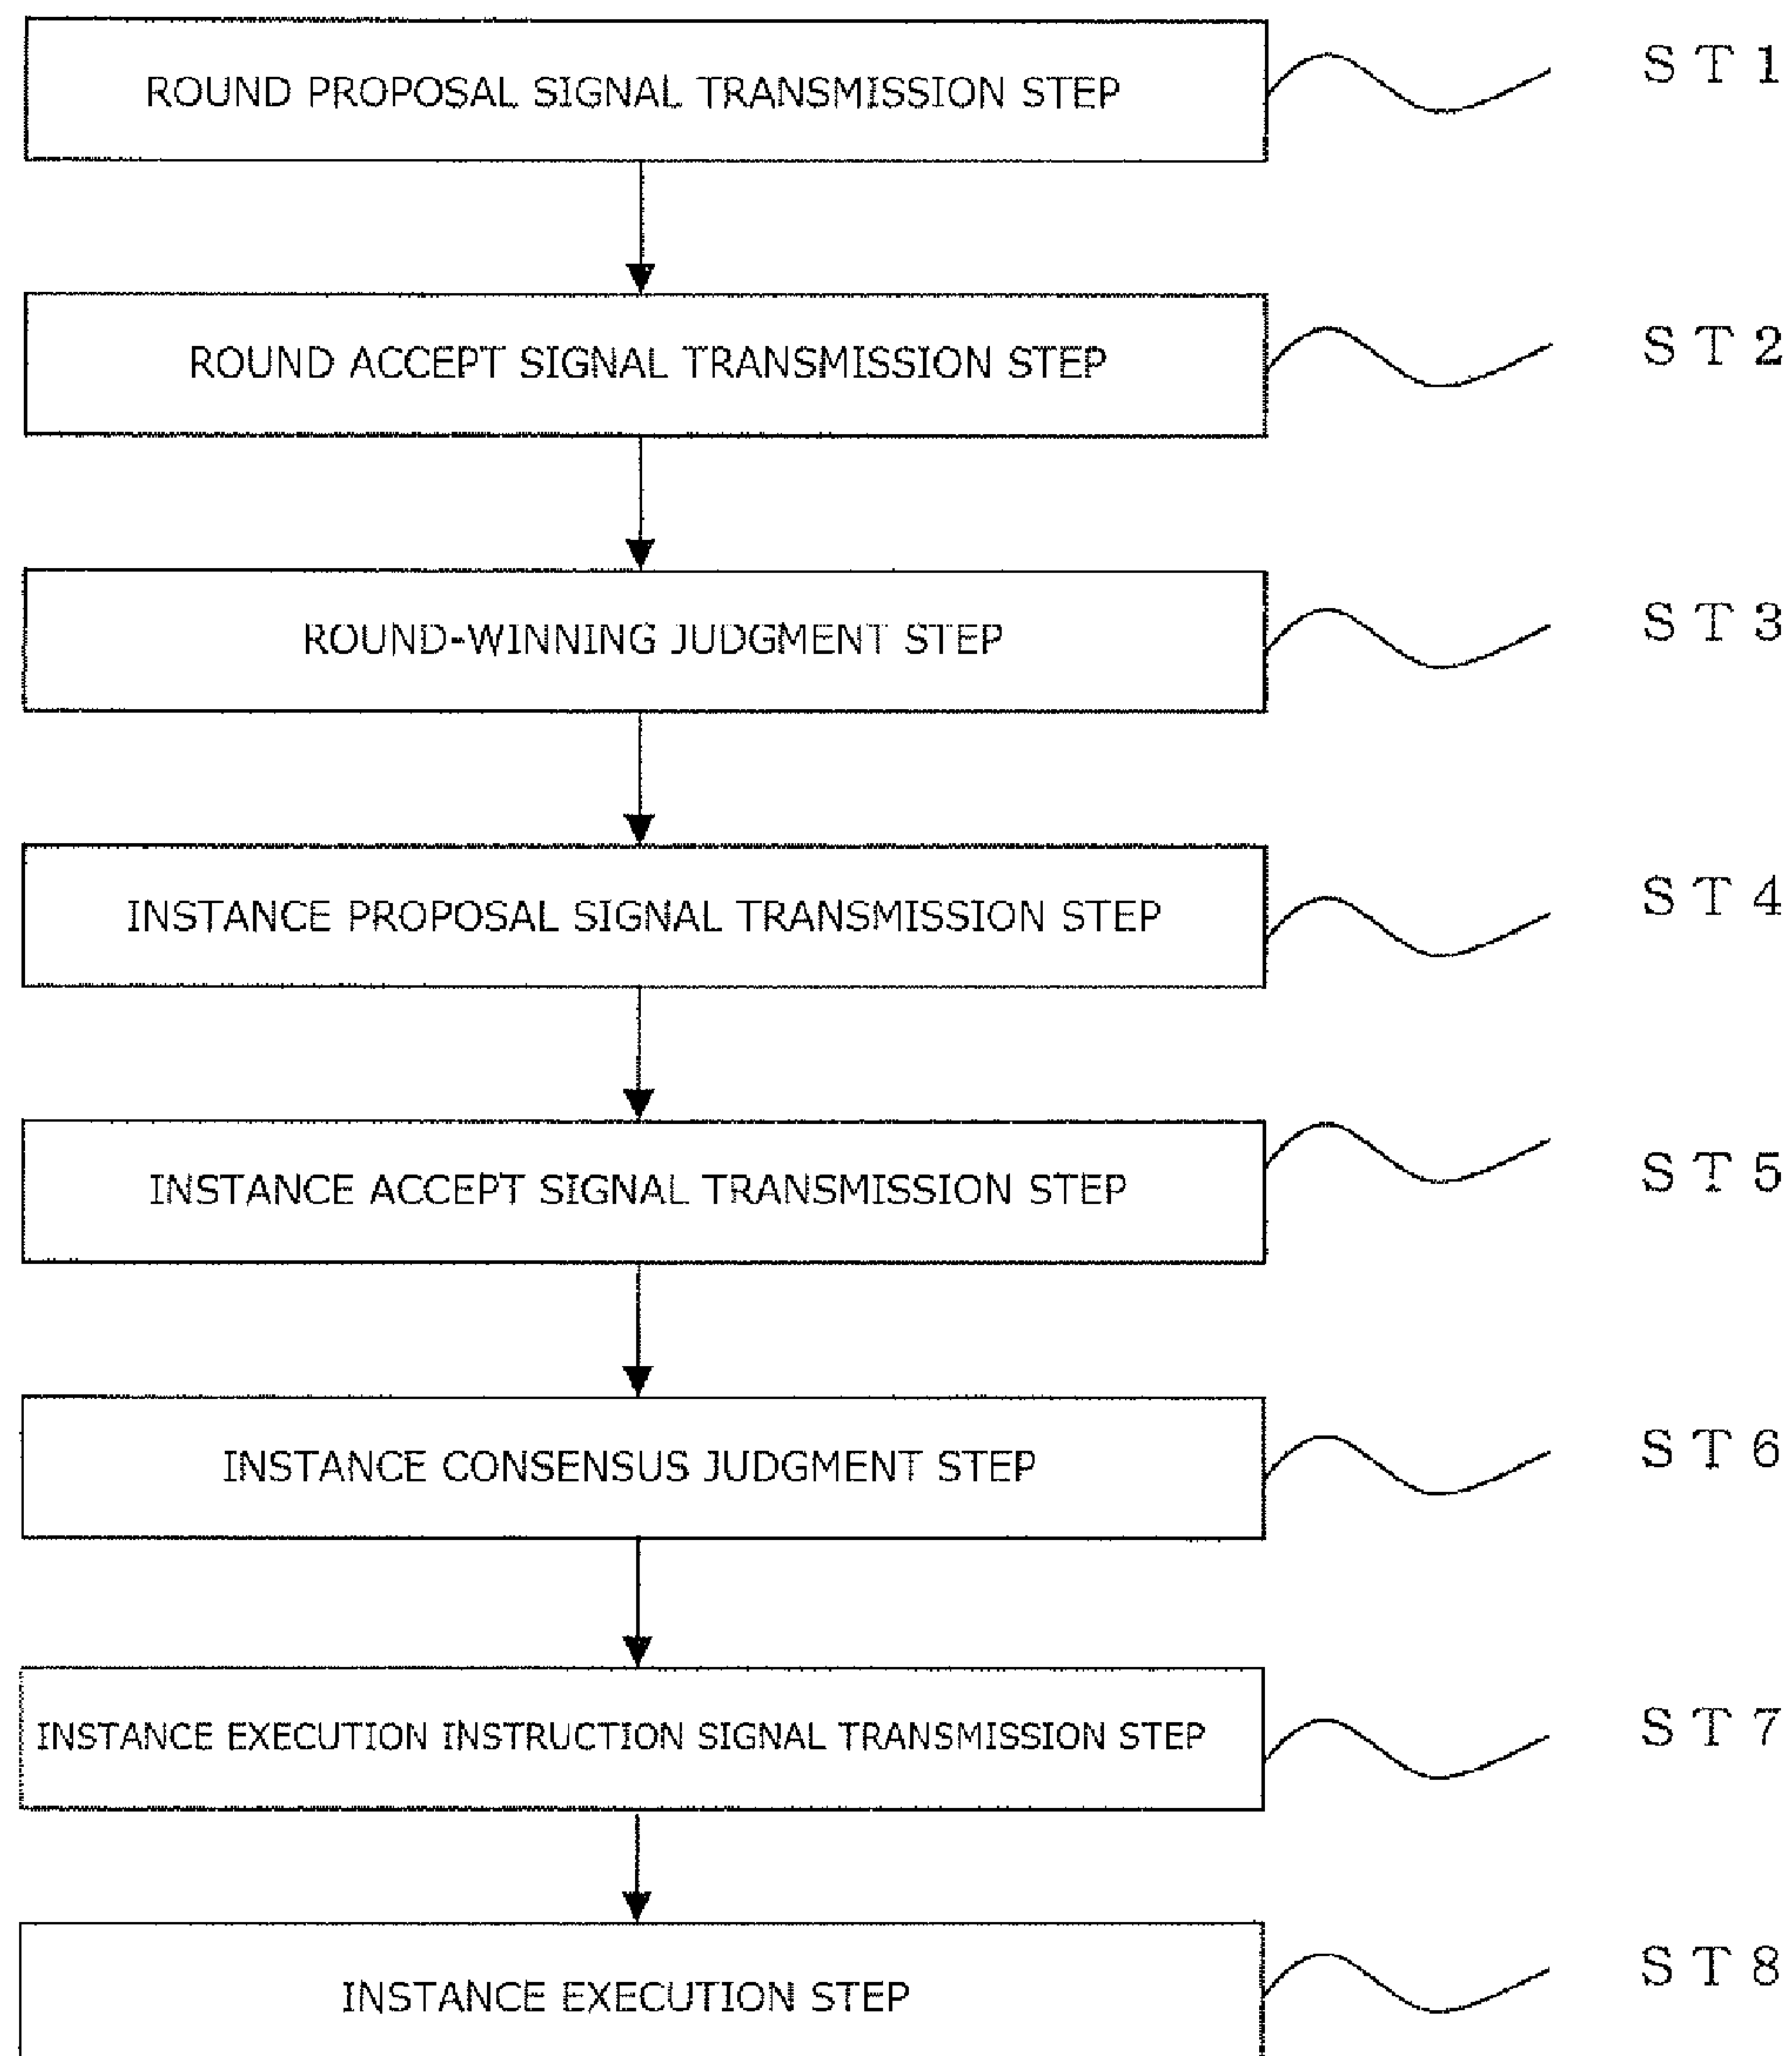 ROUND PROPOSAL SIGNAL TRANSMISSION STEP
ST1
ROUND ACCEPT SIGNAL TRANSMISSION STEP
ST2
ROUND-WINNING JUDGMENT STEP
ST3
INSTANCE PROPOSAL SIGNAL TRANSMISSION STEP
ST4
INSTANCE ACCEPT SIGNAL TRANSMISSION STEP
ST5
INSTANCE CONSENSUS JUDGMENT STEP
ST6
INSTANCE EXECUTION INSTRUCTION SIGNAL TRANSMISSION STEP
ST7
INSTANCE EXECUTION STEP
ST8